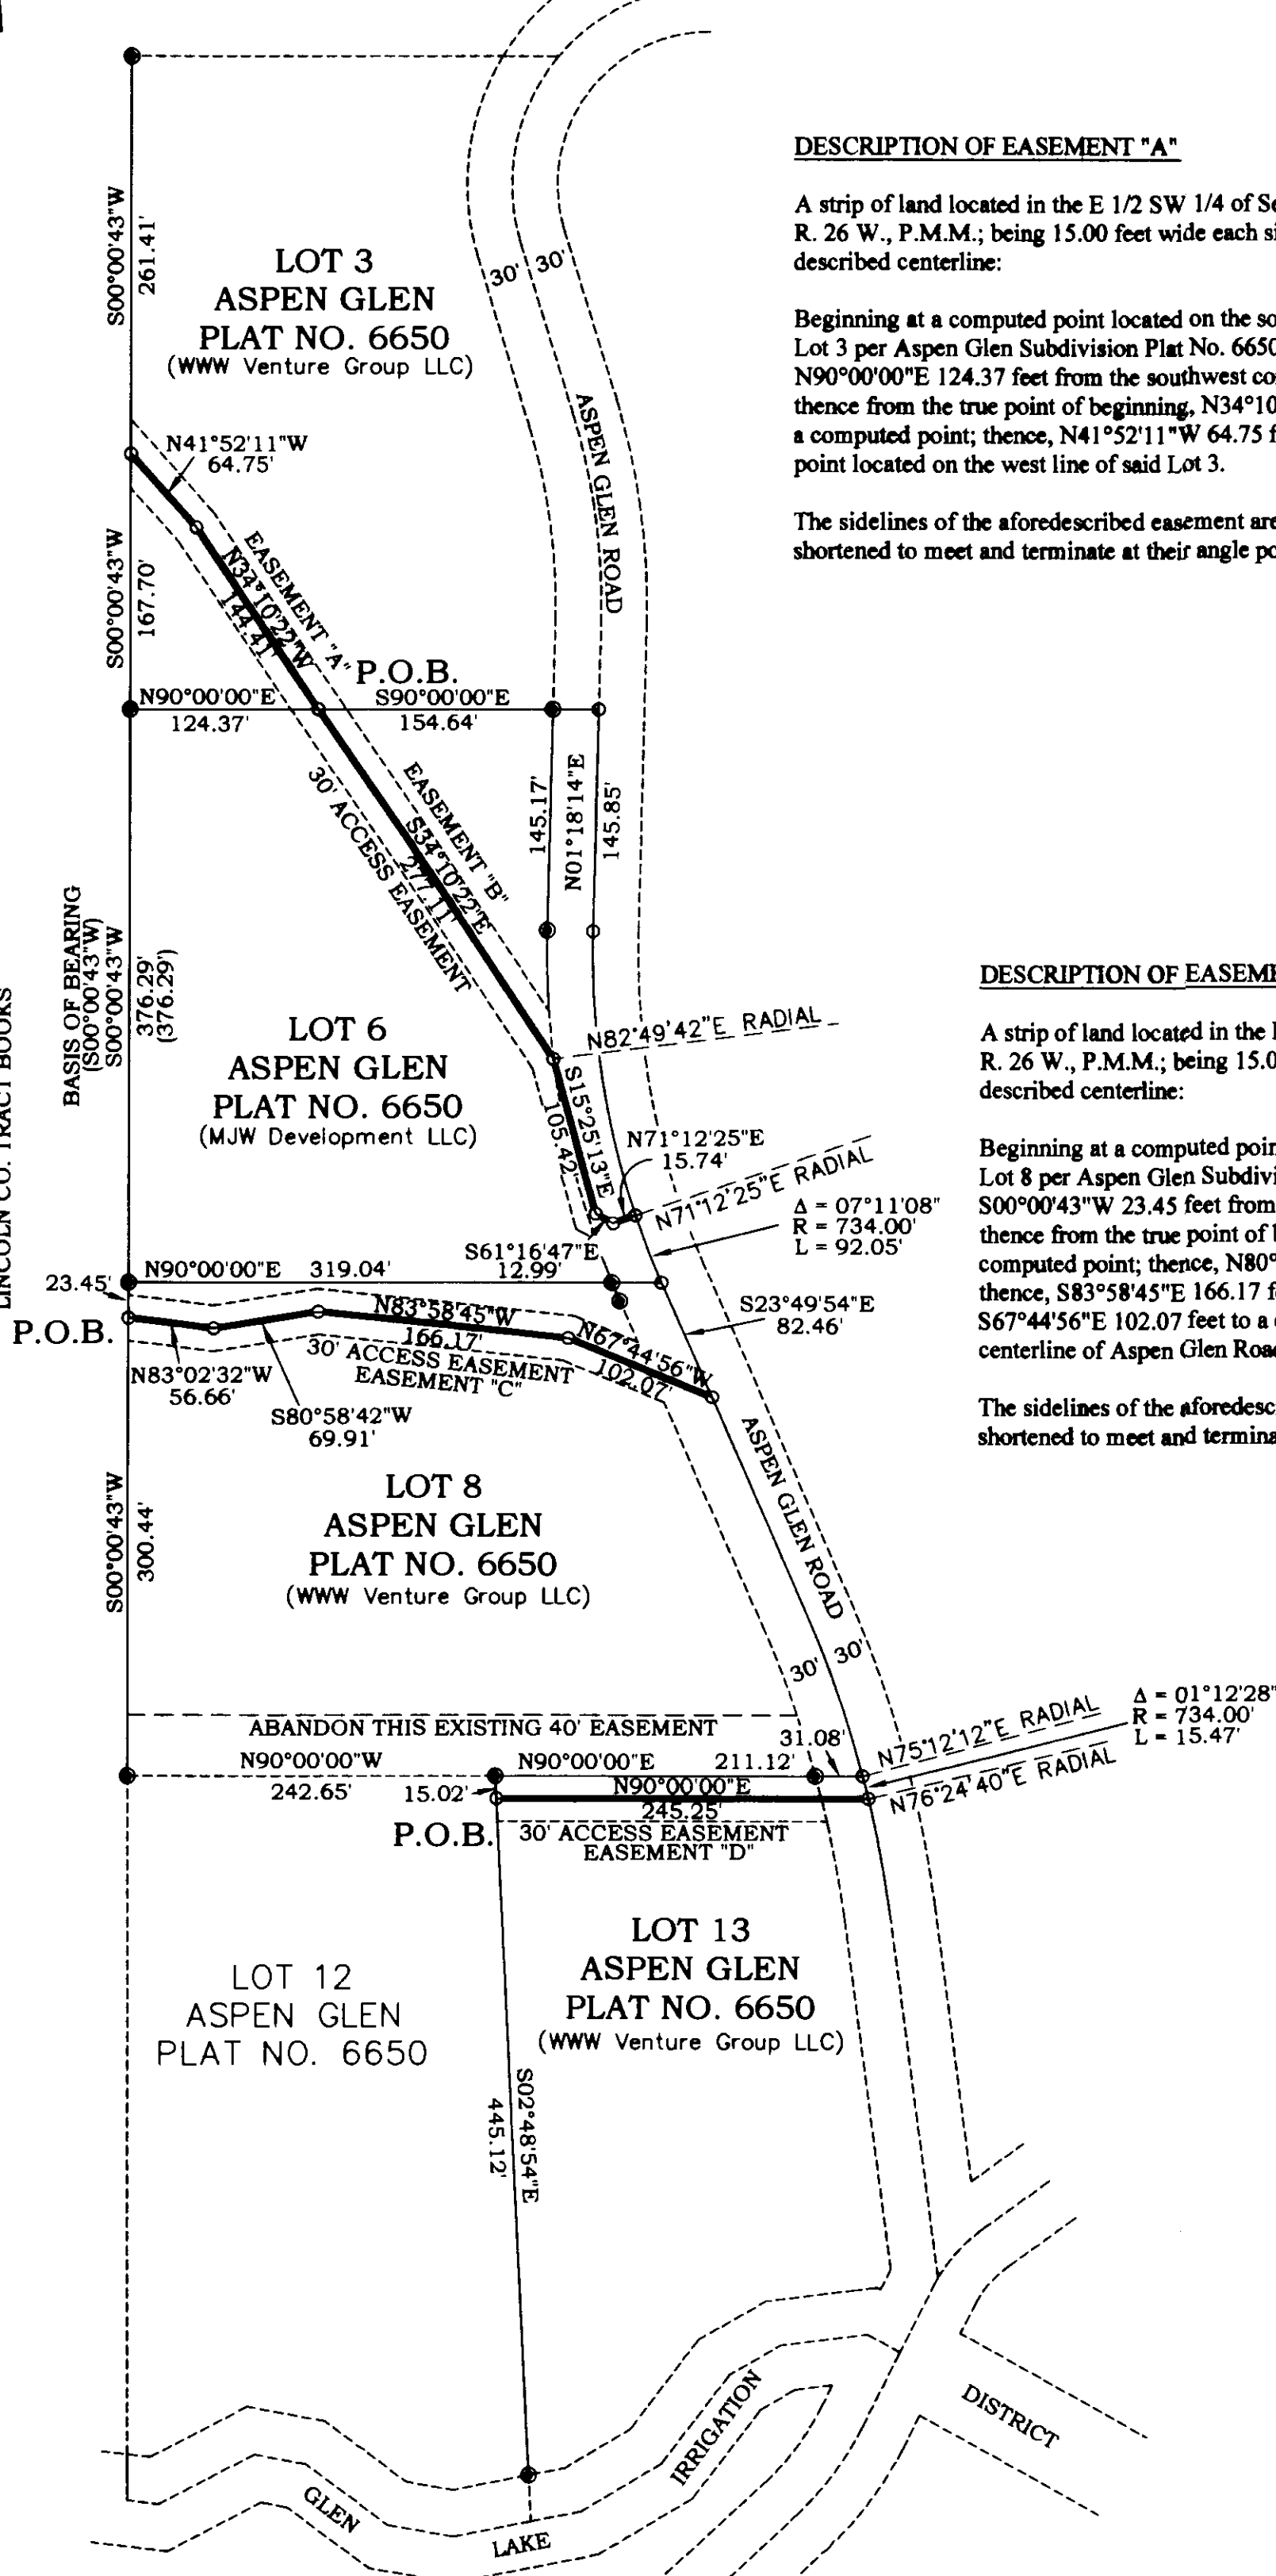 DESCRIPTION OF EASEMENT "A"
A strip of land located in the E 1/2 SW 1/4 of
R. 26 W., P.M.M.; being 15.00 feet wide each
described centerline:
Beginning at a computed point located on the
Lot 3 per Aspen Glen Subdivision Plat No. 6650
N90°00'00"E 124.37 feet from the southwest
thence from the true point of beginning, N34°10
a computed point; thence, N41°52'11"W 64.75
point located on the west line of said Lot 3.
The sidelines of the aforedescribed easement are
shortened to meet and terminate at their angle
S00°00'43"W
261.41'
LOT 3
ASPEN GLEN
PLAT NO. 6650
(WWW Venture Group LLC)
30' 30'
ASPEN GLEN ROAD
N41°52'11"W
64.75'
S00°00'43"W
167.70'
EASEMENT "A"
N34°10'22"W
144.41'
P.O.B.
N90°00'00"E
124.37'
S90°00'00"E
154.64'
30' ACCESS EASEMENT
EASEMENT "B"
S34°10'22"E
277.11'
145.17'
N01°18'14"E
145.85'
BASIS OF BEARING
(S00°00'43"W)
S00°00'43"W
376.29'
(376.29')
LINCOLN CO. TRACT BOOKS
LOT 6
ASPEN GLEN
PLAT NO. 6650
(MJW Development LLC)
N82°49'42"E RADIAL
S15°25'13"E
105.42'
N71°12'25"E
15.74'
N71°12'25"E RADIAL
Δ = 07°11'08"
R = 734.00'
L = 92.05'
S61°16'47"E
12.99'
DESCRIPTION OF
A strip of land located in the
R. 26 W., P.M.M.; being
described centerline:
Beginning at a computed
Lot 8 per Aspen Glen
S00°00'43"W 23.45 feet from
thence from the true point of
computed point; thence,
thence, S83°58'45"E 166.17
S67°44'56"E 102.07 feet to a
centerline of Aspen Glen
The sidelines of the
shortened to meet and
23.45'
N90°00'00"E 319.04'
P.O.B.
S23°49'54"E
82.46'
N83°02'32"W
56.66'
S80°58'42"W
69.91'
N83°58'45"W
166.17'
30' ACCESS EASEMENT
EASEMENT "C"
N67°44'56"W
102.07'
S00°00'43"W
300.44'
LOT 8
ASPEN GLEN
PLAT NO. 6650
(WWW Venture Group LLC)
ASPEN GLEN ROAD
30' 30'
ABANDON THIS EXISTING 40' EASEMENT
N90°00'00"W
242.65'
N90°00'00"E 211.12'
31.08'
N75°12'12"E RADIAL
Δ = 01°12'28"
R = 734.00'
L = 15.47'
N76°24'40"E RADIAL
15.02'
N90°00'00"E
245.25'
P.O.B.
30' ACCESS EASEMENT
EASEMENT "D"
LOT 12
ASPEN GLEN
PLAT NO. 6650
LOT 13
ASPEN GLEN
PLAT NO. 6650
(WWW Venture Group LLC)
S02°48'54"E
445.12'
GLEN
LAKE
IRRIGATION
DISTRICT